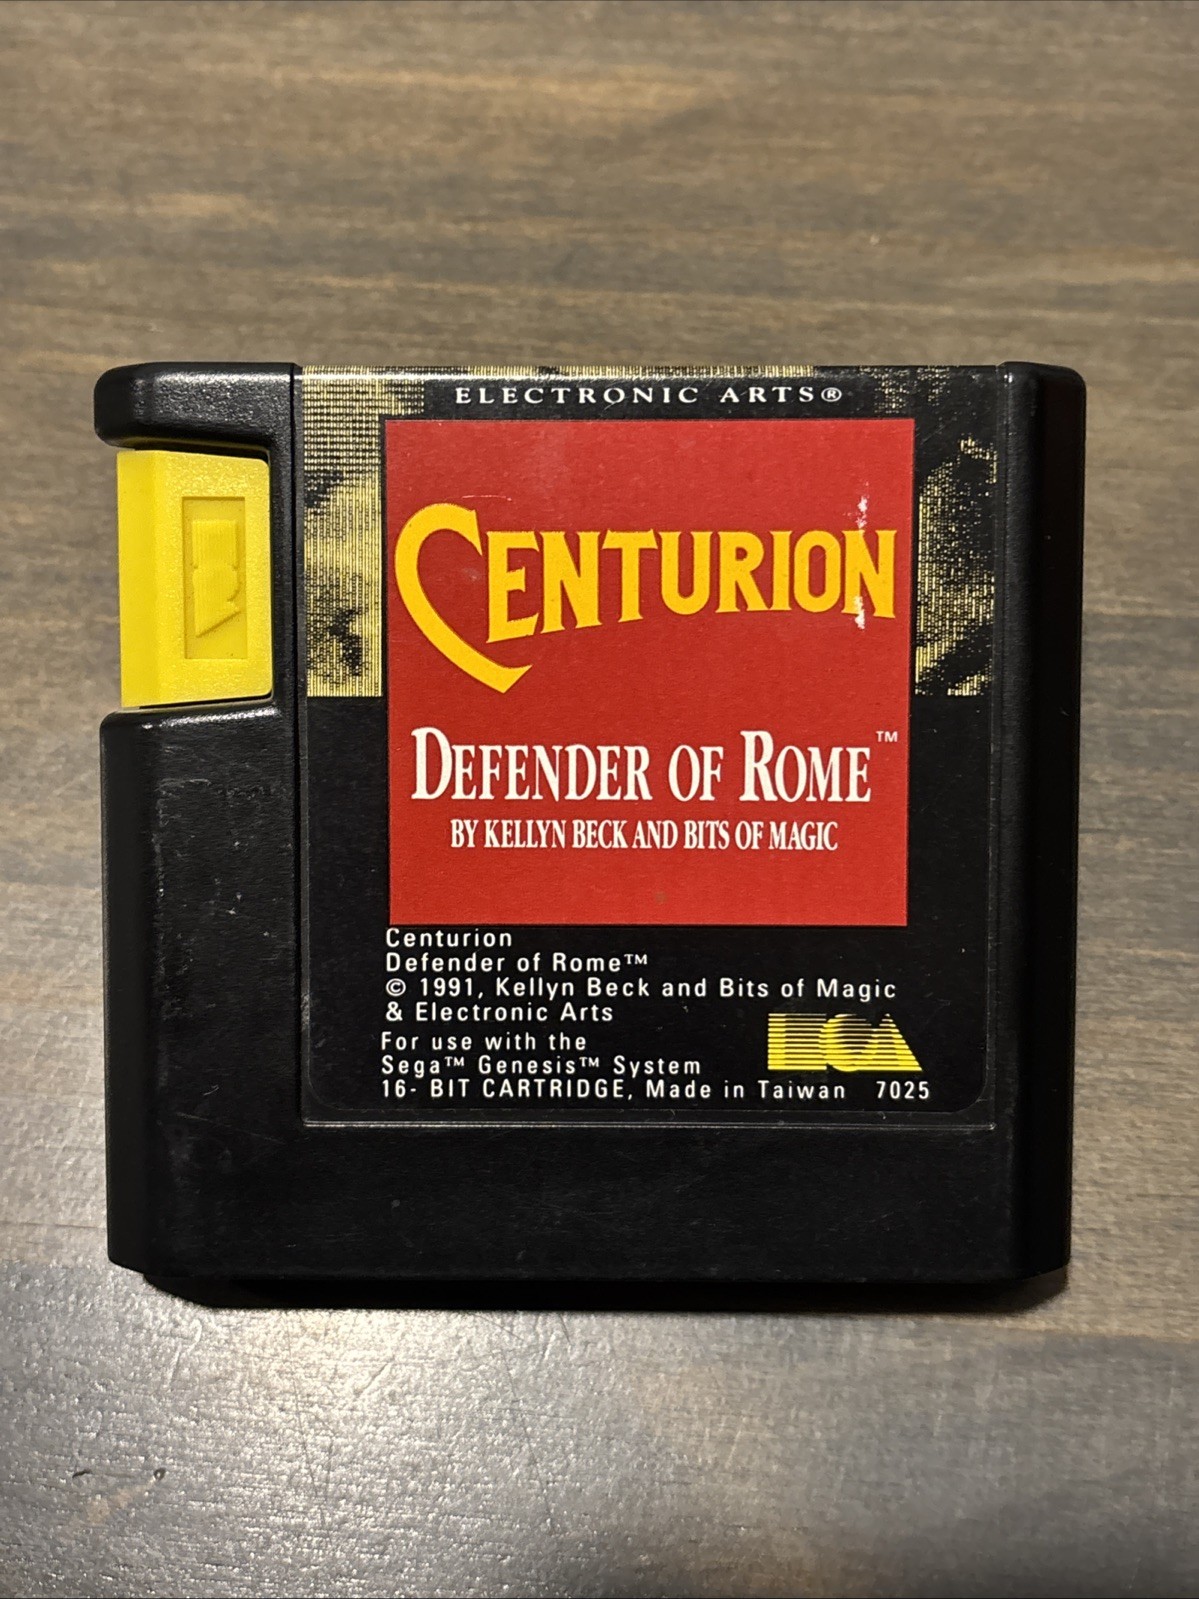 ELECTRONIC ARTS®
CENTURION
DEFENDER OF ROME™
BY KELLYN BECK AND BITS OF MAGIC
Centurion
Defender of Rome™
© 1991, Kellyn Beck and Bits of Magic
& Electronic Arts
For use with the
Sega™ Genesis™ System
16- BIT CARTRIDGE, Made in Taiwan 7025
EA